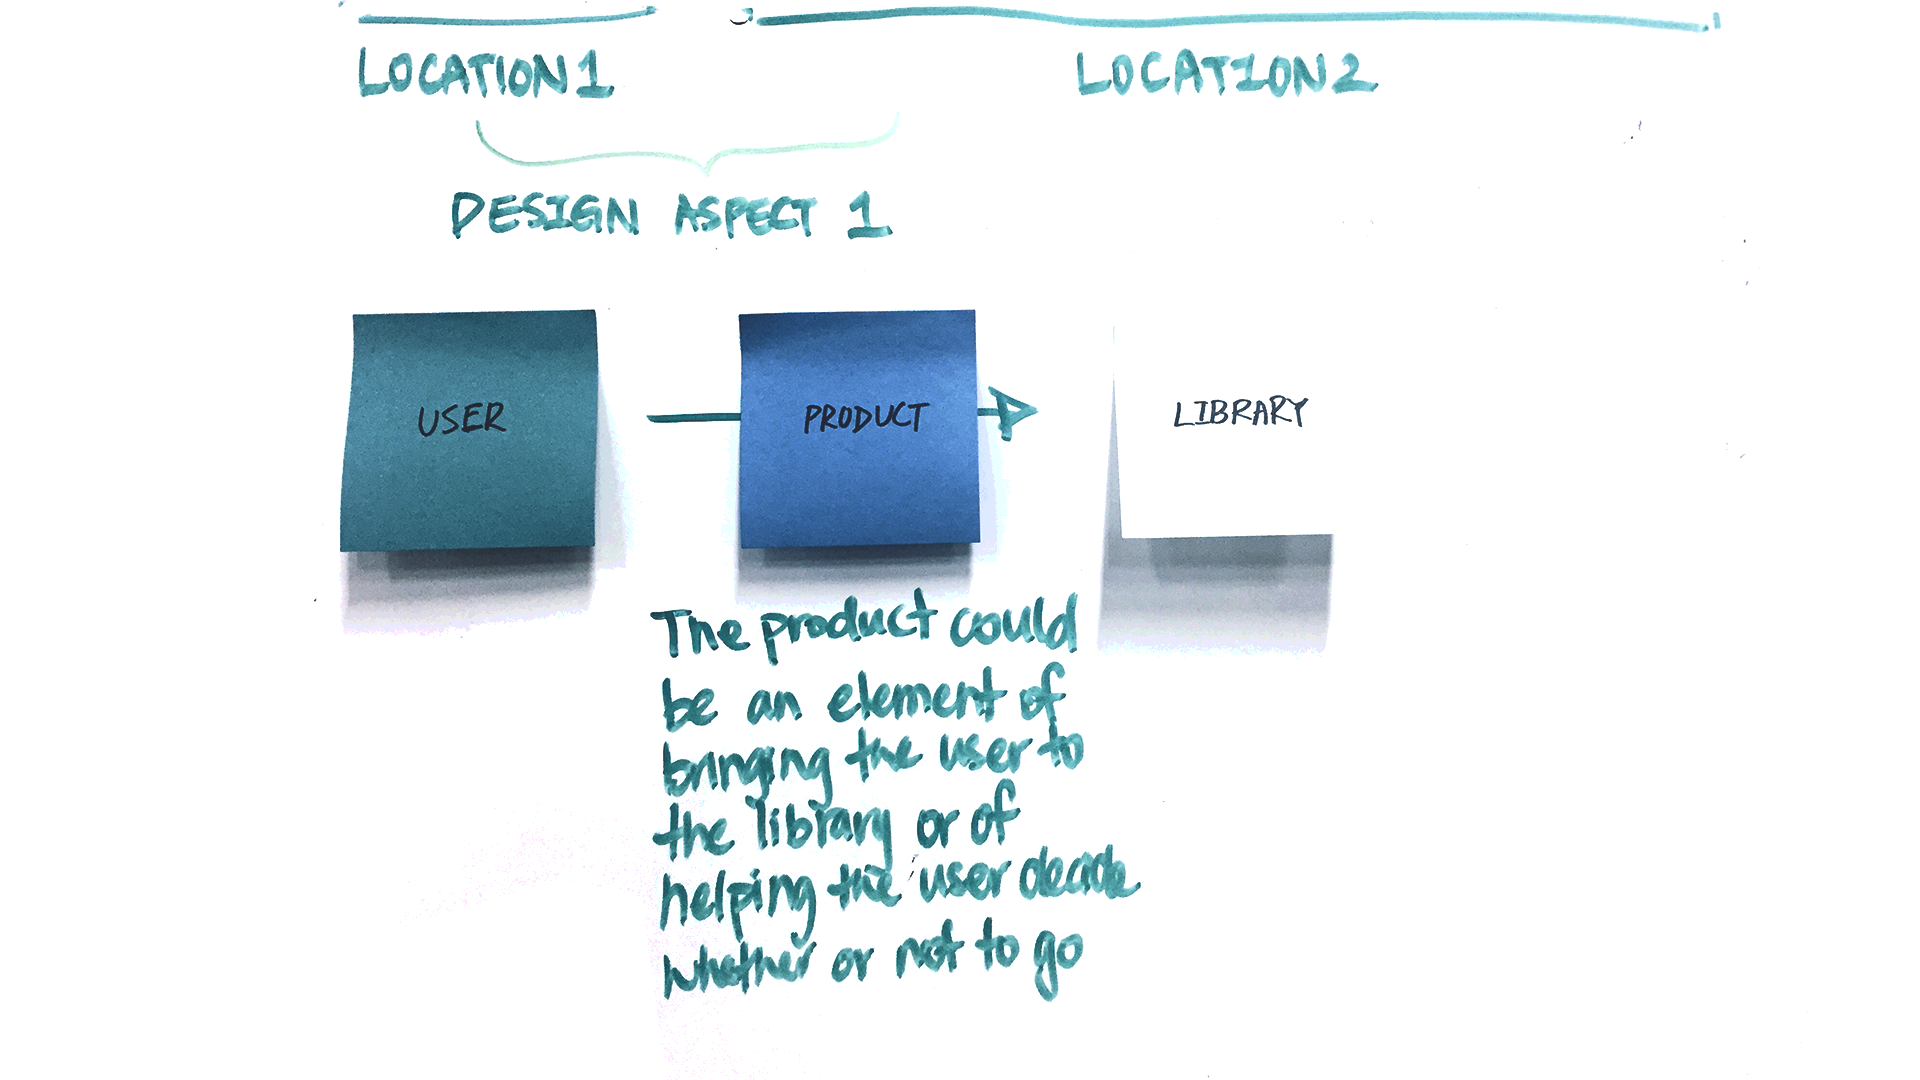 LOCATION 1
LOCATION 2
DESIGN ASPECT 1
USER
PRODUCT
LIBRARY
The product could
be an element of
bringing the user to
the library or of
helping the user decide
whether or not to go